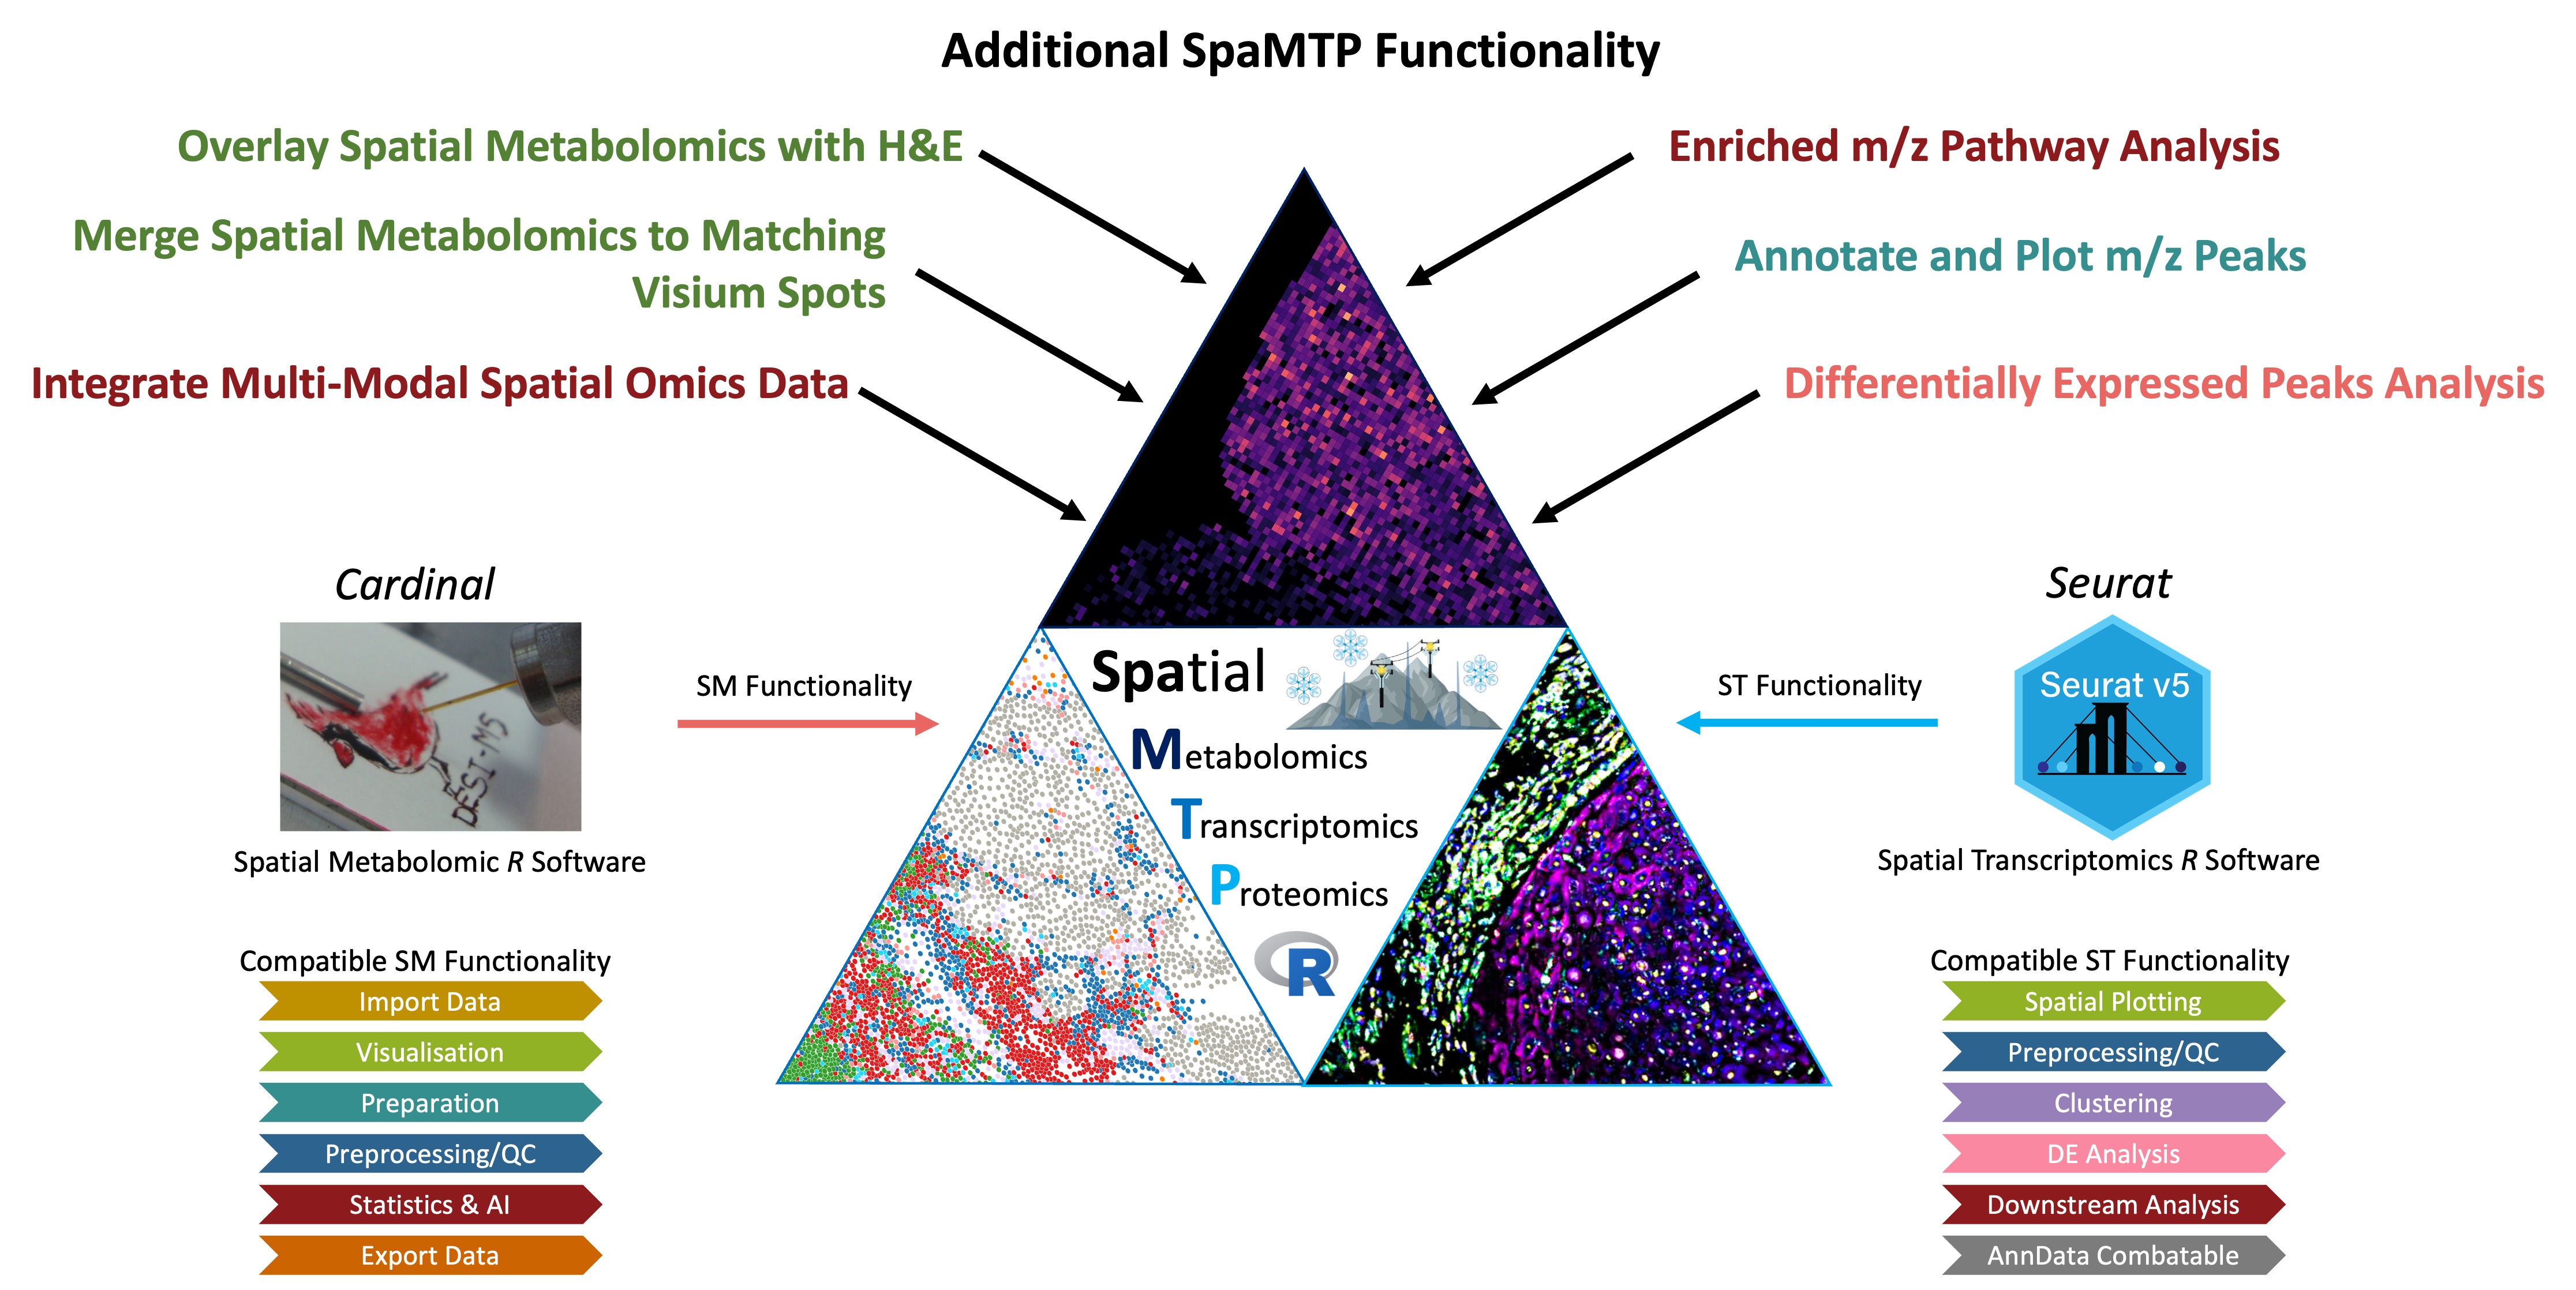 Additional SpaMTP Functionality
Overlay Spatial Metabolomics with H&E
Merge Spatial Metabolomics to Matching
Visium Spots
Integrate Multi-Modal Spatial Omics Data
Enriched m/z Pathway Analysis
Annotate and Plot m/z Peaks
Differentially Expressed Peaks Analysis
Cardinal
DESI-MS
Spatial Metabolomic R Software
SM Functionality
Compatible SM Functionality
Import Data
Visualisation
Preparation
Preprocessing/QC
Statistics & AI
Export Data
Spatial
Metabolomics
Transcriptomics
Proteomics
R
Seurat
Seurat v5
Spatial Transcriptomics R Software
ST Functionality
Compatible ST Functionality
Spatial Plotting
Preprocessing/QC
Clustering
DE Analysis
Downstream Analysis
AnnData Combatable